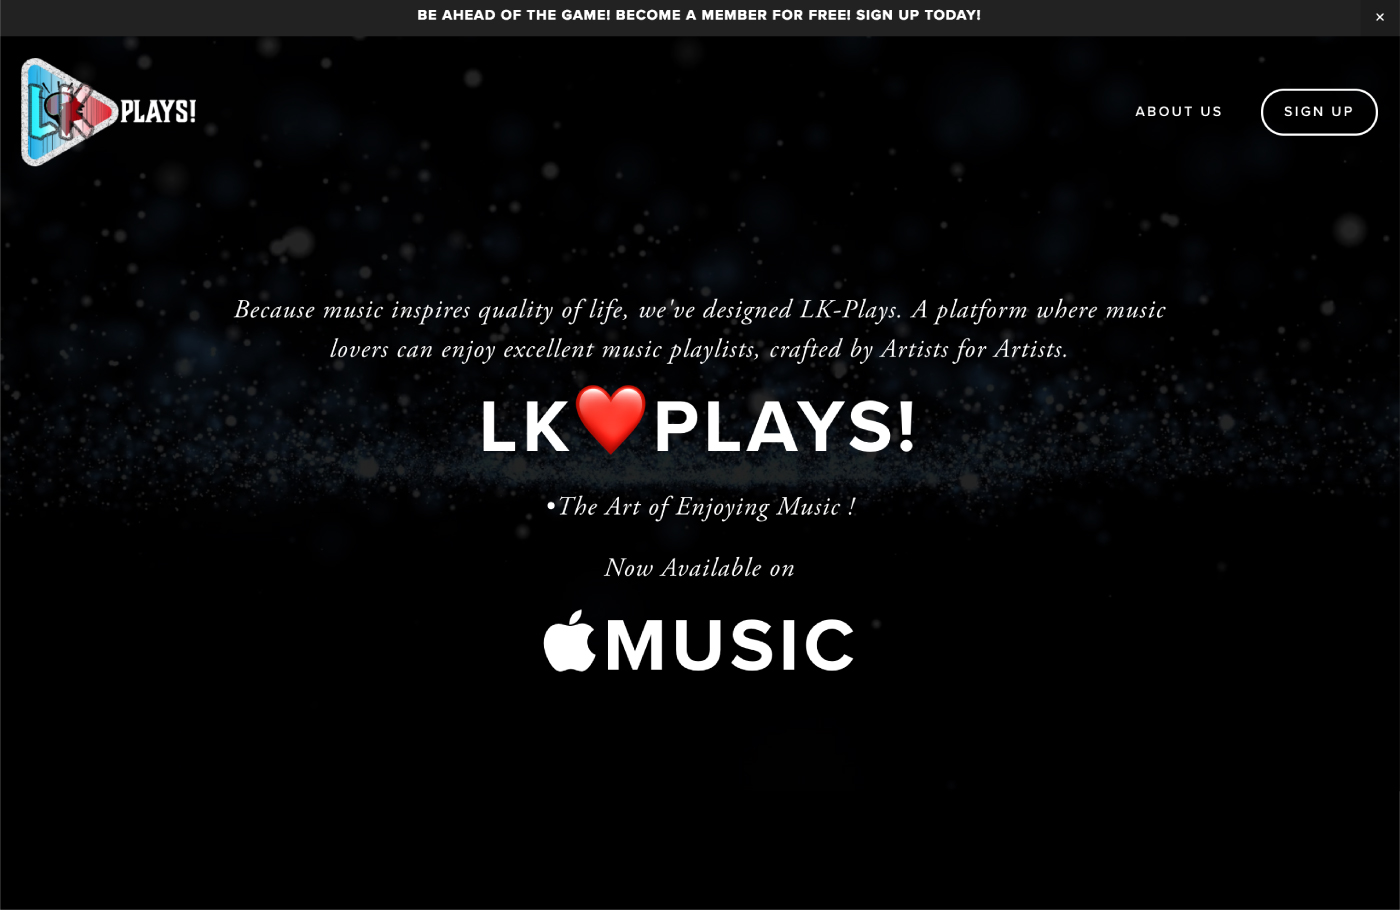 BE AHEAD OF THE GAME! BECOME A MEMBER FOR FREE! SIGN UP TODAY!
×
LK PLAYS!
ABOUT US
SIGN UP
Because music inspires quality of life, we've designed LK-Plays. A platform where music
lovers can enjoy excellent music playlists, crafted by Artists for Artists.
LK❤️PLAYS!
•The Art of Enjoying Music !
Now Available on
MUSIC